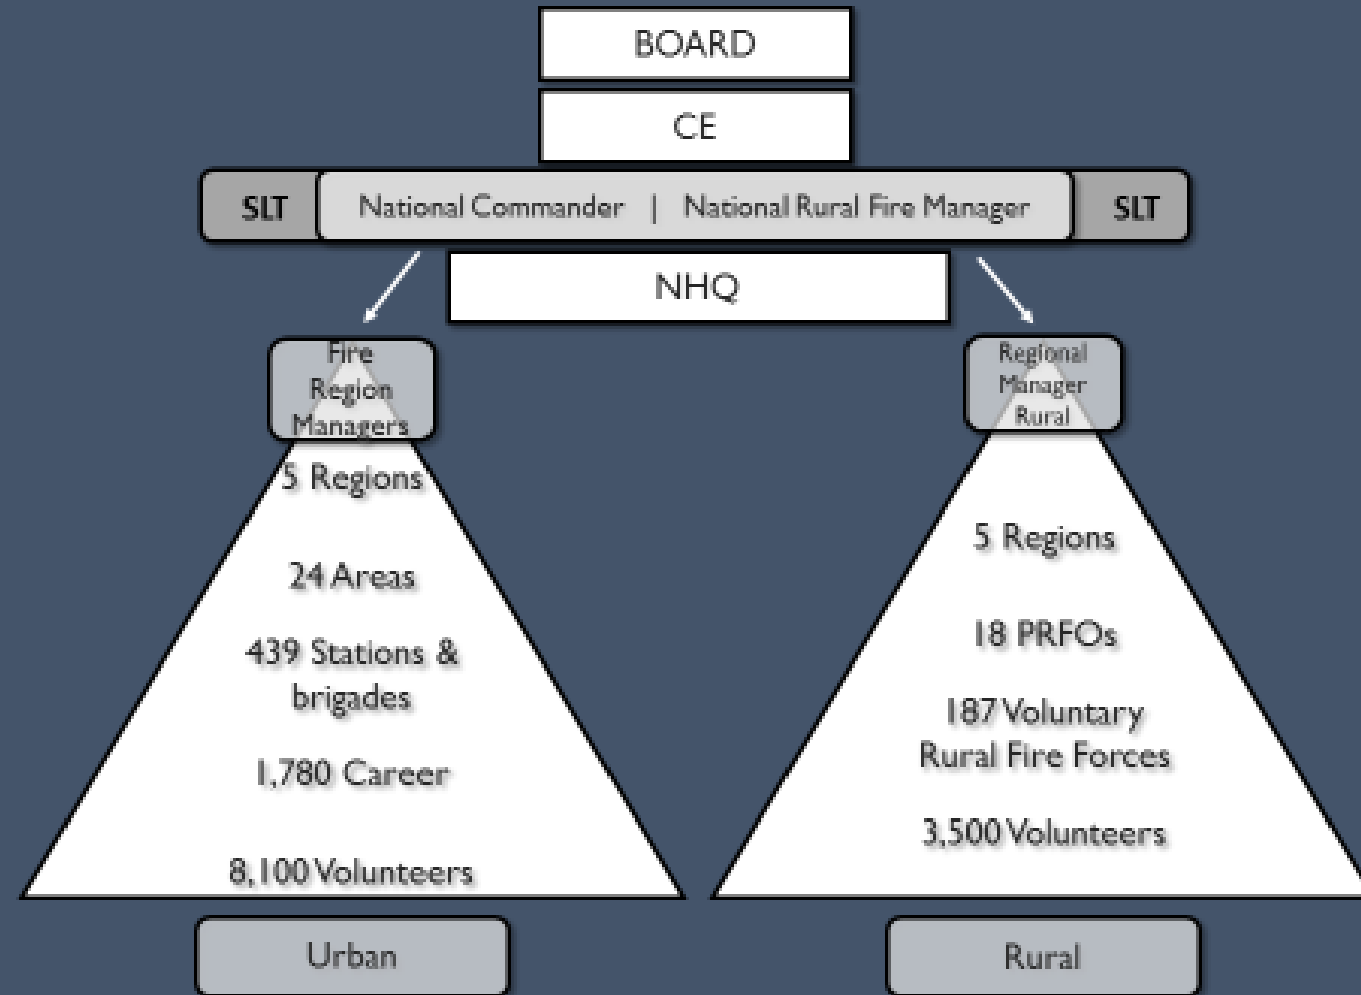 BOARD
CE
SLT
National Commander | National Rural Fire Manager
SLT
NHQ
Fire
Region
Managers
5 Regions
24 Areas
439 Stations &
brigades
1,780 Career
8,100 Volunteers
Urban
Regional
Manager
Rural
5 Regions
18 PRFOs
187 Voluntary
Rural Fire Forces
3,500 Volunteers
Rural